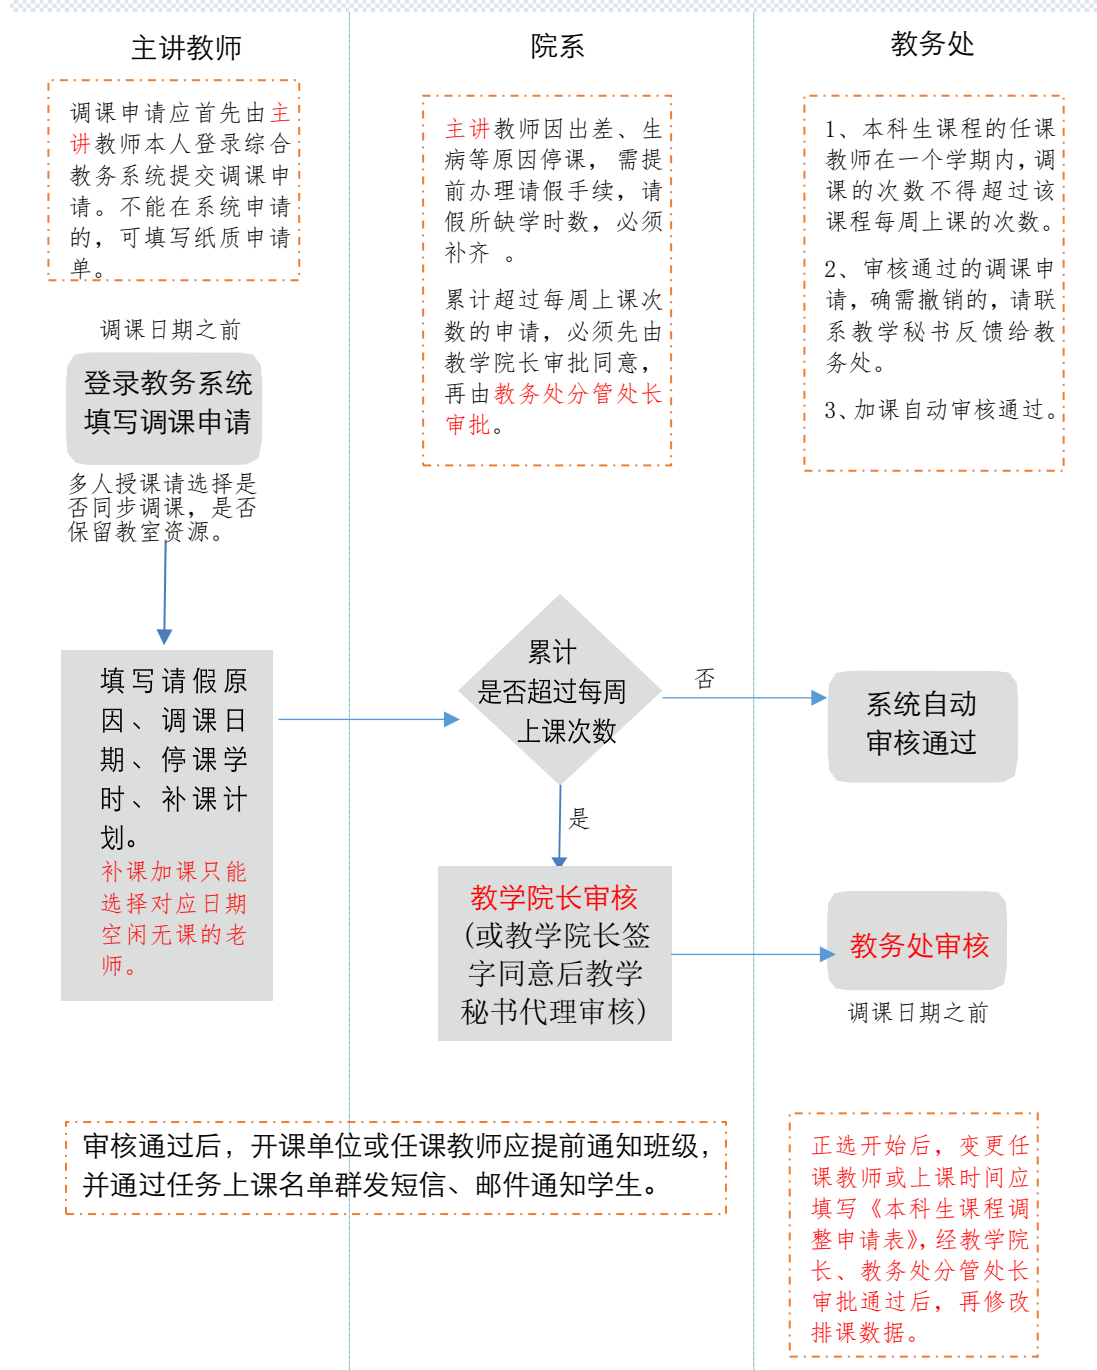 主讲教师
调课申请应首先由主
讲教师本人登录综合
教务系统提交调课申
请。不能在系统申请
的，可填写纸质申请
单。
调课日期之前
登录教务系统
填写调课申请
多人授课请选择是
否同步调课，是否
保留教室资源。
填写请假原
因、调课日
期、停课学
时、补课计
划。
补课加课只能
选择对应日期
空闲无课的老
师。
院系
主讲教师因出差、生
病等原因停课，需提
前办理请假手续，请
假所缺学时数，必须
补齐 。
累计超过每周上课次
数的申请，必须先由
教学院长审批同意，
再由教务处分管处长
审批。
累计
是否超过每周
上课次数
否
是
教学院长审核
(或教学院长签
字同意后教学
秘书代理审核)
教务处
1、本科生课程的任课
教师在一个学期内，调
课的次数不得超过该
课程每周上课的次数。
2、审核通过的调课申
请，确需撤销的，请联
系教学秘书反馈给教
务处。
3、加课自动审核通过。
系统自动
审核通过
教务处审核
调课日期之前
审核通过后，开课单位或任课教师应提前通知班级，
并通过任务上课名单群发短信、邮件通知学生。
正选开始后，变更任
课教师或上课时间应
填写《本科生课程调
整申请表》，经教学院
长、教务处分管处长
审批通过后，再修改
排课数据。